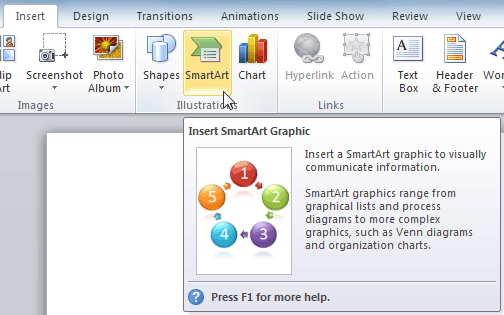 Insert Design Transitions Animations Slide Show Review View
Screenshot
Photo
Album
Shapes
SmartArt
Chart
Hyperlink
Action
Text
Box
Header
& Footer
Images
Illustrations
Links
Insert SmartArt Graphic
1
2
3
4
5
Insert a SmartArt graphic to visually
communicate information.
SmartArt graphics range from
graphical lists and process
diagrams to more complex
graphics, such as Venn diagrams
and organization charts.
Press F1 for more help.